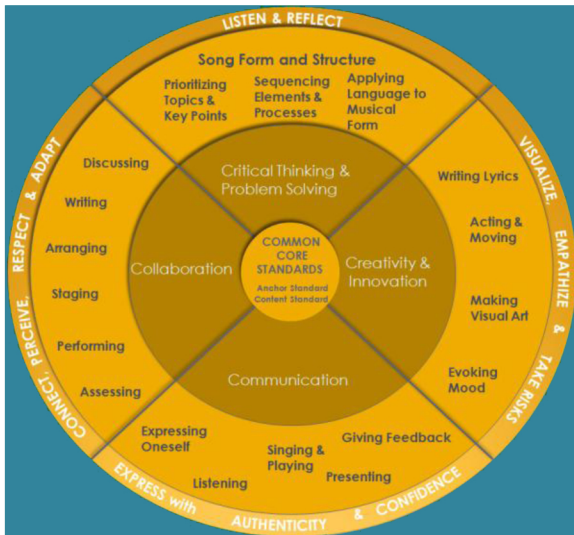 LISTEN & REFLECT
Song Form and Structure
Prioritizing
Topics &
Key Points
Sequencing
Elements &
Processes
Applying
Language to
Musical
Form
Critical Thinking &
Problem Solving
VISUALIZE, EMPATHIZE & TAKE RISKS
Writing Lyrics
Acting &
Moving
Making
Visual Art
Evoking
Mood
Creativity &
Innovation
COMMON
CORE
STANDARDS
Anchor Standard
Content Standard
CONNECT, PERCEIVE, RESPECT & ADAPT
Discussing
Writing
Arranging
Staging
Performing
Assessing
Collaboration
Communication
Expressing
Oneself
Listening
Singing &
Playing
Giving Feedback
Presenting
EXPRESS with AUTHENTICITY & CONFIDENCE